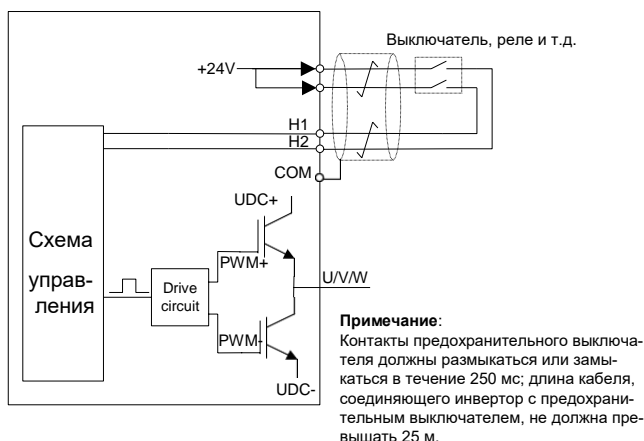 Выключатель, реле и т.д.
+24V
H1
H2
COM
UDC+
Схема
управ-
ления
PWM+
Drive
circuit
U/V/W
PWM-
UDC-
Примечание:
Контакты предохранительного выключа-
теля должны размыкаться или замы-
каться в течение 250 мс; длина кабеля,
соединяющего инвертор с предохрани-
тельным выключателем, не должна пре-
вышать 25 м.